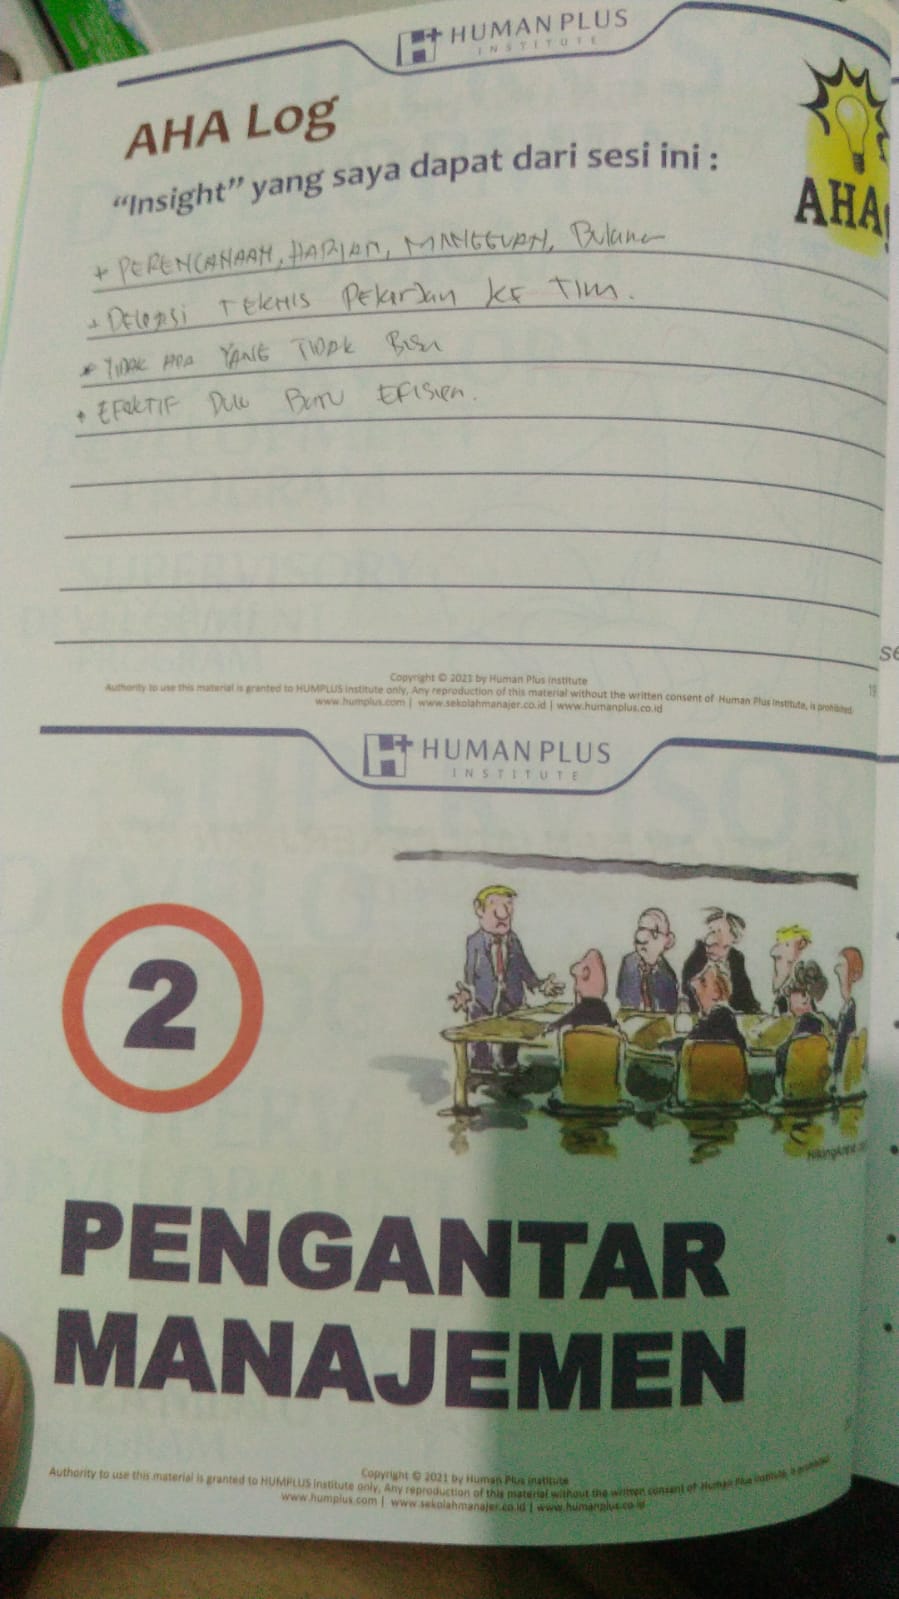 HUMAN PLUS
INSTITUTE
AHA Log
"Insight" yang saya dapat dari sesi ini :
AHA
+ PERENCANAAH, HARIAN, MINGGUAN, Bulanan
+ DElegasi TEKHIS PekerJan KE TIM.
* TIDAK ADA YANG TIDAK BISA
• EFEKTIF DULU BARU EFISIen.
Copyright © 2021 by Human Plus Institute
Authority to use this material is granted to HUMPLUS Institute only, Any reproduction of this material without the written consent of Human Plus Institute, is prohibited.
www.humplus.com | www.sekolahmanajer.co.id | www.humanplus.co.id
19
se
HUMAN PLUS
INSTITUTE
2
PENGANTAR
MANAJEMEN
Copyright © 2021 by Human Plus Institute
Authority to use this material is granted to HUMPLUS Institute only, Any reproduction of this material without the written consent of Human Plus Institute, is prohibited.
www.humplus.com | www.sekolahmanajer.co.id | www.humanplus.co.id